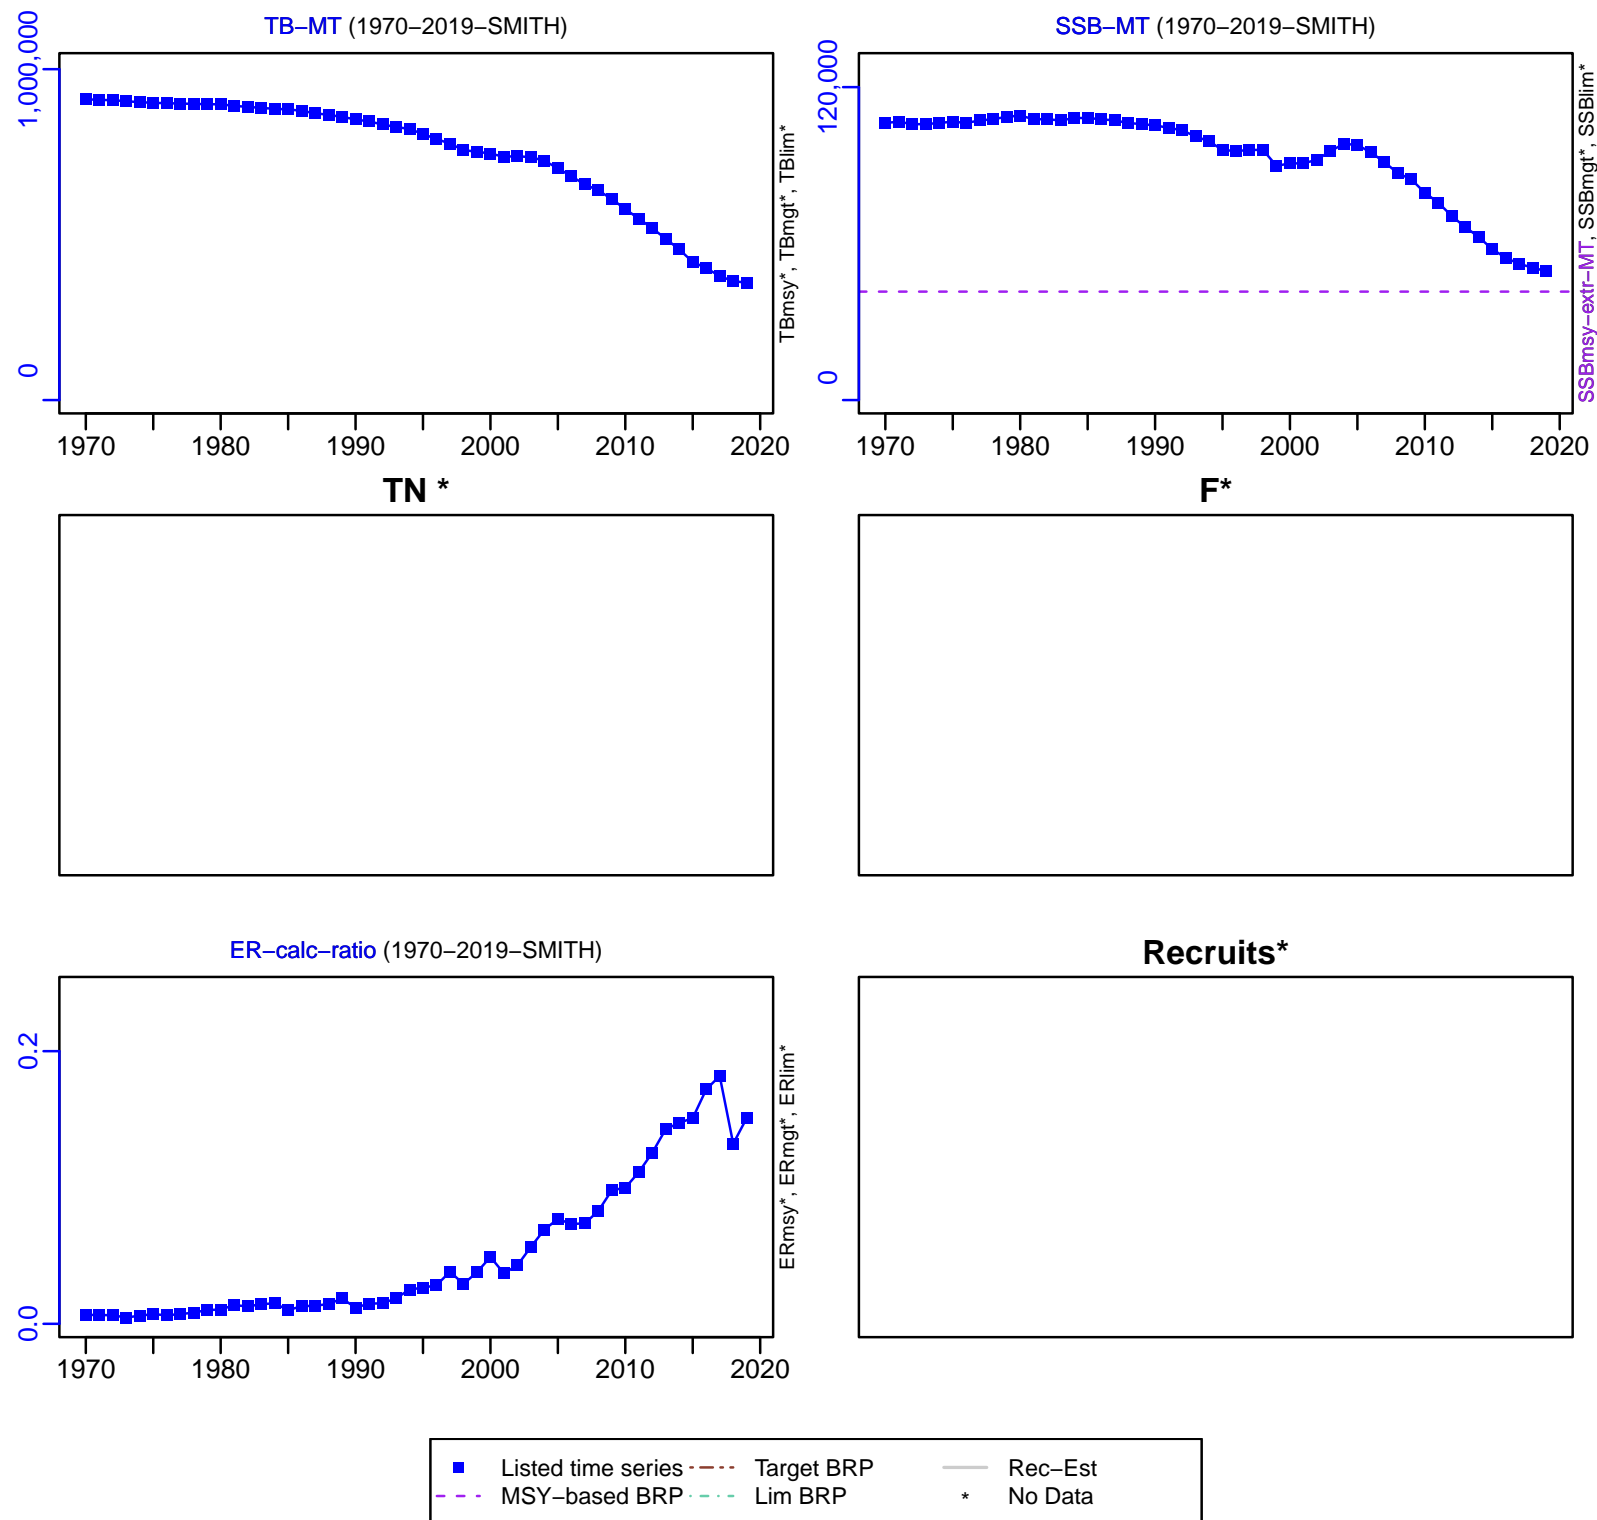 TB−MT (1970−2019−SMITH)
1,000,000
0
TBmsy*, TBmgt*, TBlim*
1970 1980 1990 2000 2010 2020
SSB−MT (1970−2019−SMITH)
120,000
0
SSBmsy−extr−MT, SSBmgt*, SSBlim*
1970 1980 1990 2000 2010 2020
TN *
F*
ER−calc−ratio (1970−2019−SMITH)
0.2
0.0
ERmsy*, ERmgt*, ERlim*
1970 1980 1990 2000 2010 2020
Recruits*
Listed time series Target BRP Rec−Est
MSY−based BRP Lim BRP * No Data